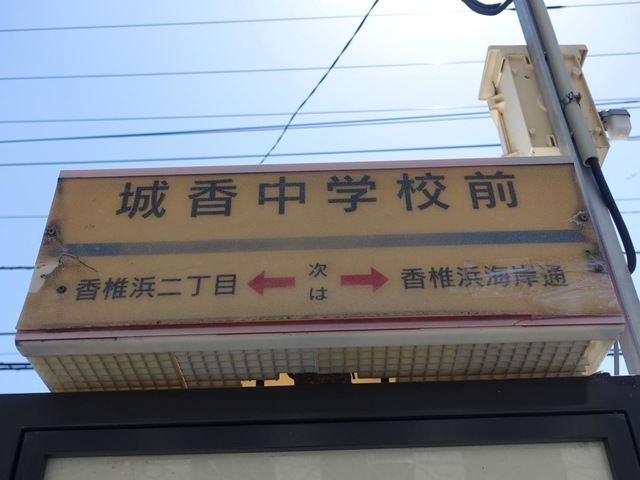 城香中学校前
香椎浜二丁目 ← 次は → 香椎浜海岸通